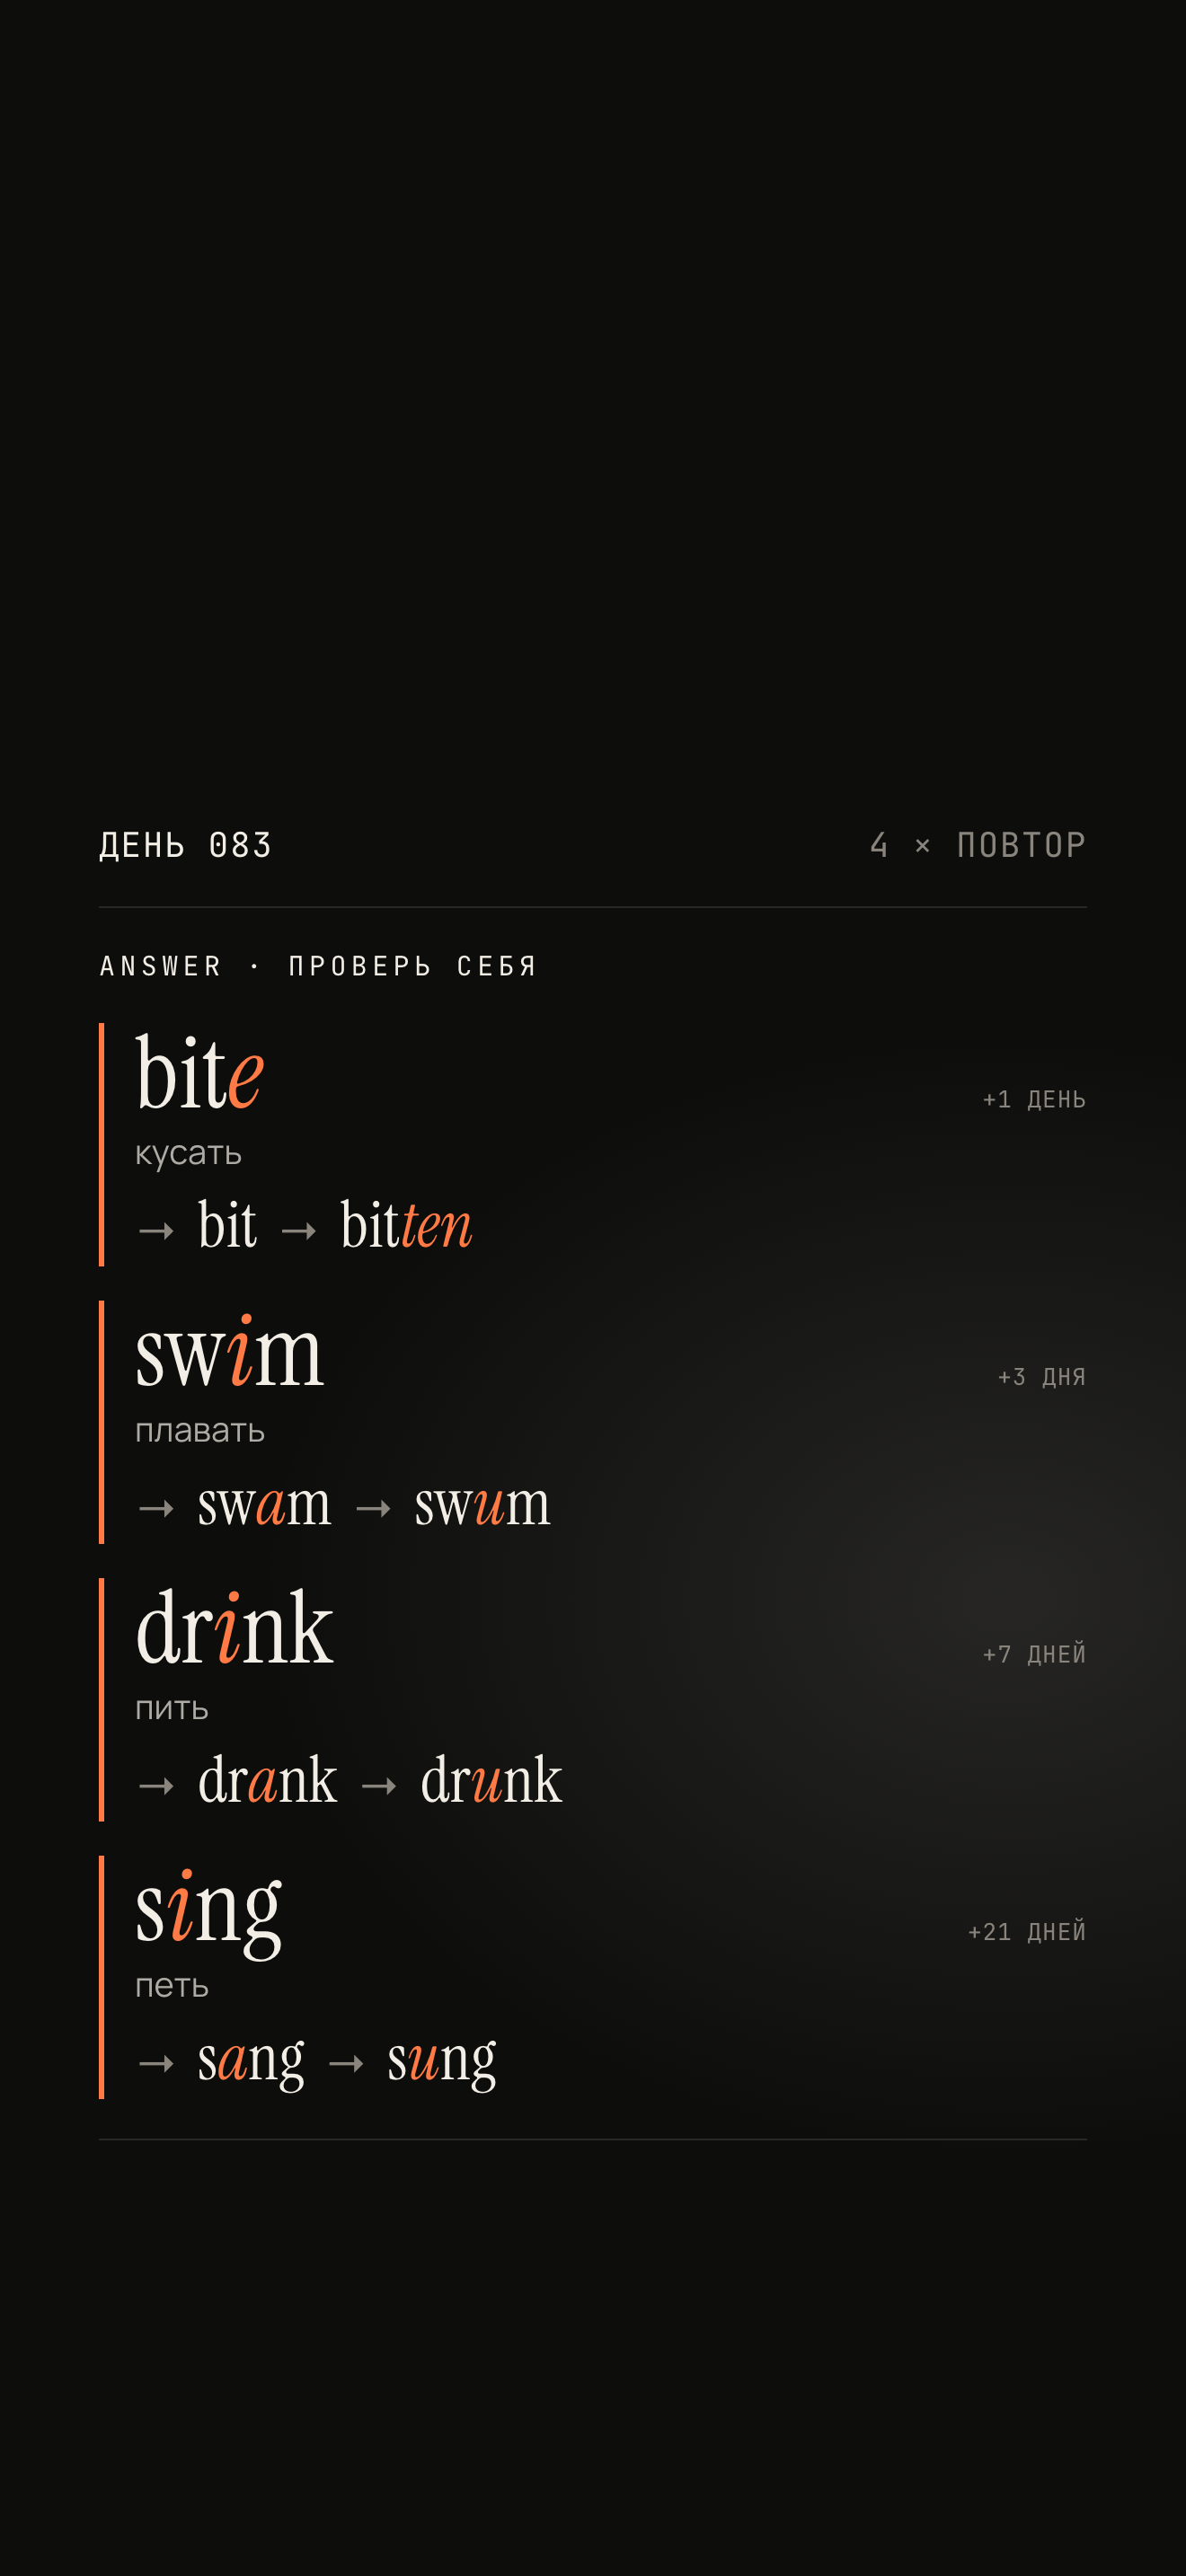 ДЕНЬ 083
4 × ПОВТОР
ANSWER · ПРОВЕРЬ СЕБЯ
bite
+1 ДЕНЬ
кусать
→ bit → bitten
swim
+3 ДНЯ
плавать
→ swam → swum
drink
+7 ДНЕЙ
пить
→ drank → drunk
sing
+21 ДНЕЙ
петь
→ sang → sung